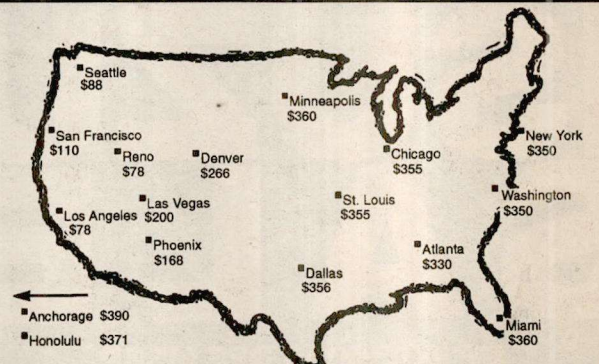 Seattle
$88
Minneapolis
$360
San Francisco
$110
Reno
$78
Denver
$266
Chicago
$355
New York
$350
Las Vegas
$200
St. Louis
$355
Washington
$350
Los Angeles
$78
Phoenix
$168
Atlanta
$330
Dallas
$356
Anchorage $390
Honolulu $371
Miami
$360